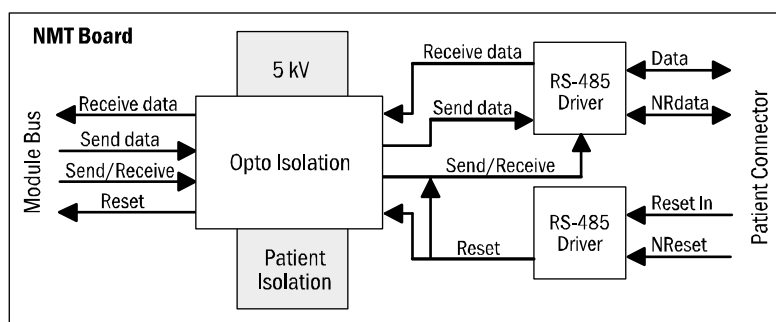 NMT Board
5 kV
Receive data
RS-485
Driver
Data
NRdata
Receive data
Send data
Send data
Opto Isolation
Send/Receive
Send/Receive
Reset
Module Bus
Patient Connector
Patient
Isolation
Reset
RS-485
Driver
Reset In
NReset